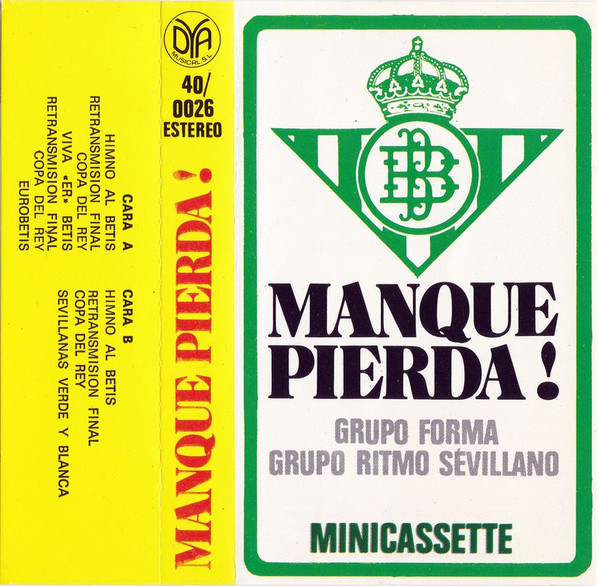 CARA A
HIMNO AL BETIS
RETRANSMISION FINAL
COPA DEL REY
VIVA «ER» BETIS
RETRANSMISION FINAL
COPA DEL REY
EUROBETIS
CARA B
HIMNO AL BETIS
RETRANSMISION FINAL
COPA DEL REY
SEVILLANAS VERDE Y BLANCA
DYA
MUSICAL, S.L.
40/
0026
ESTEREO
MANQUE PIERDA!
BB
MANQUE
PIERDA!
GRUPO FORMA
GRUPO RITMO SEVILLANO
MINICASSETTE